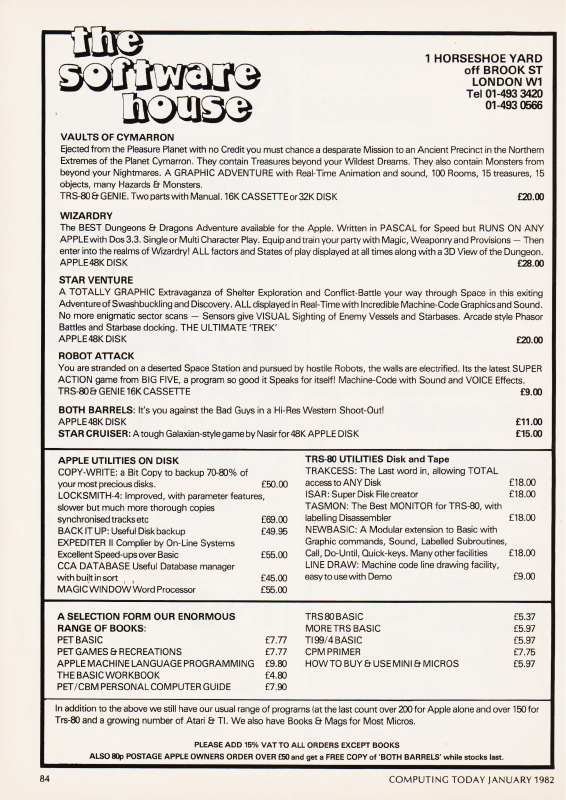 the
software
house
1 HORSESHOE YARD
off BROOK ST
LONDON W1
Tel 01-493 3420
01-493 0566
VAULTS OF CYMARRON
Ejected from the Pleasure Planet with no Credit you must chance a desparate Mission to an Ancient Precinct in the Northern
Extremes of the Planet Cymarron. They contain Treasures beyond your Wildest Dreams. They also contain Monsters from
beyond your Nightmares. A GRAPHIC ADVENTURE with Real-Time Animation and sound, 100 Rooms, 15 treasures, 15
objects, many Hazards & Monsters.
TRS-80 & GENIE. Two parts with Manual. 16K CASSETTE or 32K DISK £20.00
WIZARDRY
The BEST Dungeons & Dragons Adventure available for the Apple. Written in PASCAL for Speed but RUNS ON ANY
APPLE with Dos 3.3. Single or Multi Character Play. Equip and train your party with Magic, Weaponry and Provisions — Then
enter into the realms of Wizardry! ALL factors and States of play displayed at all times along with a 3D View of the Dungeon.
APPLE 48K DISK £28.00
STAR VENTURE
A TOTALLY GRAPHIC Extravaganza of Shelter Exploration and Conflict-Battle your way through Space in this exiting
Adventure of Swashbuckling and Discovery. ALL displayed in Real-Time with Incredible Machine-Code Graphics and Sound.
No more enigmatic sector scans — Sensors give VISUAL Sighting of Enemy Vessels and Starbases. Arcade style Phasor
Battles and Starbase docking. THE ULTIMATE 'TREK'
APPLE 48K DISK £20.00
ROBOT ATTACK
You are stranded on a deserted Space Station and pursued by hostile Robots, the walls are electrified. Its the latest SUPER
ACTION game from BIG FIVE, a program so good it Speaks for itself! Machine-Code with Sound and VOICE Effects.
TRS-80 & GENIE 16K CASSETTE £9.00
BOTH BARRELS: It's you against the Bad Guys in a Hi-Res Western Shoot-Out!
APPLE 48K DISK £11.00
STAR CRUISER: A tough Galaxian-style game by Nasir for 48K APPLE DISK £15.00
APPLE UTILITIES ON DISK
COPY-WRITE: a Bit Copy to backup 70-80% of
your most precious disks. £50.00
LOCKSMITH-4: Improved, with parameter features,
slower but much more thorough copies
synchronised tracks etc £69.00
BACK IT UP: Useful Disk backup £49.95
EXPEDITER II Complier by On-Line Systems
Excellent Speed-ups over Basic £55.00
CCA DATABASE Useful Database manager
with built in sort £45.00
MAGIC WINDOW Word Processor £55.00
TRS-80 UTILITIES Disk and Tape
TRAKCESS: The Last word in, allowing TOTAL
access to ANY Disk £18.00
ISAR: Super Disk File creator £18.00
TASMON: The Best MONITOR for TRS-80, with
labelling Disassembler £18.00
NEWBASIC: A Modular extension to Basic with
Graphic commands, Sound, Labelled Subroutines,
Call, Do-Until, Quick-keys. Many other facilities £18.00
LINE DRAW: Machine code line drawing facility,
easy to use with Demo £9.00
A SELECTION FORM OUR ENORMOUS
RANGE OF BOOKS:
PET BASIC £7.77
PET GAMES & RECREATIONS £7.77
APPLE MACHINE LANGUAGE PROGRAMMING £9.80
THE BASIC WORKBOOK £4.80
PET/CBM PERSONAL COMPUTER GUIDE £7.90
TRS80 BASIC £5.37
MORE TRS BASIC £5.97
TI 99/4 BASIC £5.97
CPM PRIMER £7.75
HOW TO BUY & USE MINI & MICROS £5.97
In addition to the above we still have our usual range of programs (at the last count over 200 for Apple alone and over 150 for
Trs-80 and a growing number of Atari & TI. We also have Books & Mags for Most Micros.
PLEASE ADD 15% VAT TO ALL ORDERS EXCEPT BOOKS
ALSO 80p POSTAGE APPLE OWNERS ORDER OVER £50 and get a FREE COPY of 'BOTH BARRELS' while stocks last.
84
COMPUTING TODAY JANUARY 1982